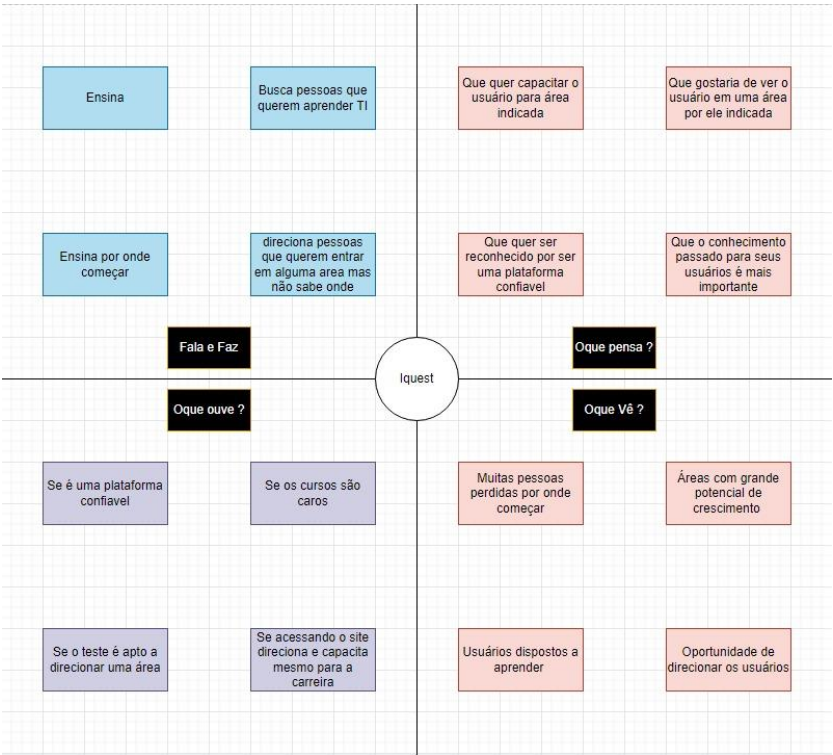 Ensina
Busca pessoas que
querem aprender TI
Ensina por onde
começar
direciona pessoas
que querem entrar
em alguma area mas
não sabe onde
Fala e Faz
Que quer capacitar o
usuário para área
indicada
Que gostaria de ver o
usuário em uma área
por ele indicada
Que quer ser
reconhecido por ser
uma plataforma
confiavel
Que o conhecimento
passado para seus
usuários é mais
importante
Oque pensa ?
Iquest
Oque ouve ?
Se é uma plataforma
confiavel
Se os cursos são
caros
Se o teste é apto a
direcionar uma área
Se acessando o site
direciona e capacita
mesmo para a
carreira
Oque Vê ?
Muitas pessoas
perdidas por onde
começar
Áreas com grande
potencial de
crescimento
Usuários dispostos a
aprender
Oportunidade de
direcionar os usuários